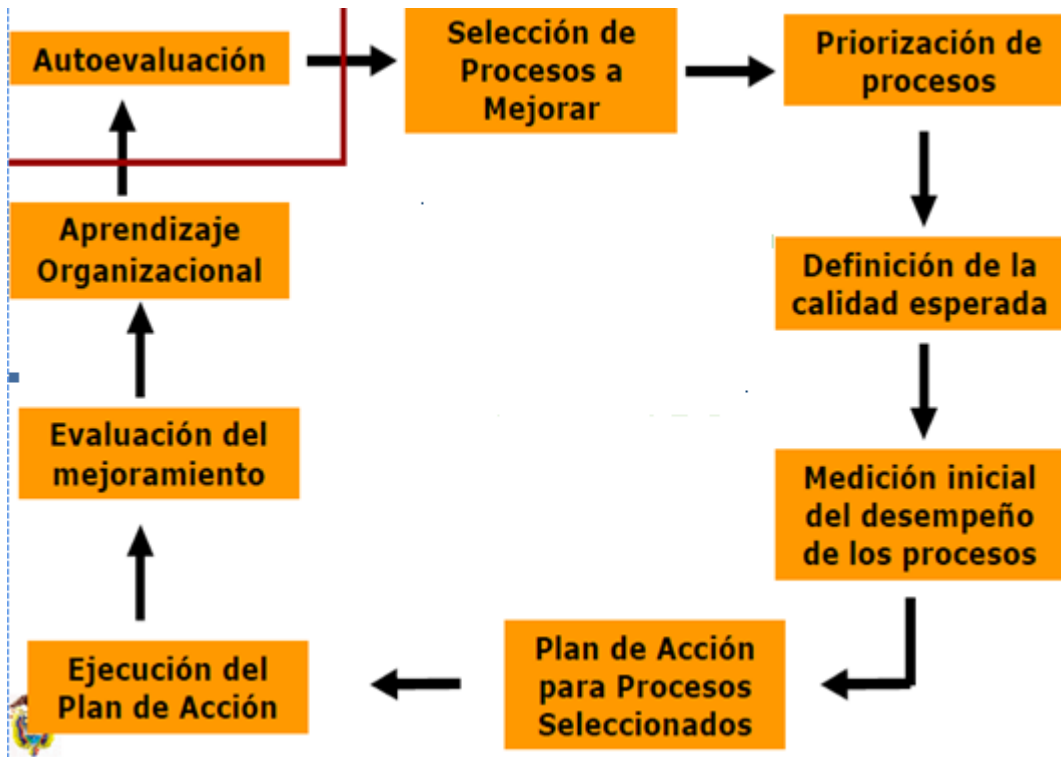 Autoevaluación
Selección de
Procesos a
Mejorar
Priorización de
procesos
Definición de la
calidad esperada
Medición inicial
del desempeño
de los procesos
Plan de Acción
para Procesos
Seleccionados
Ejecución del
Plan de Acción
Evaluación del
mejoramiento
Aprendizaje
Organizacional